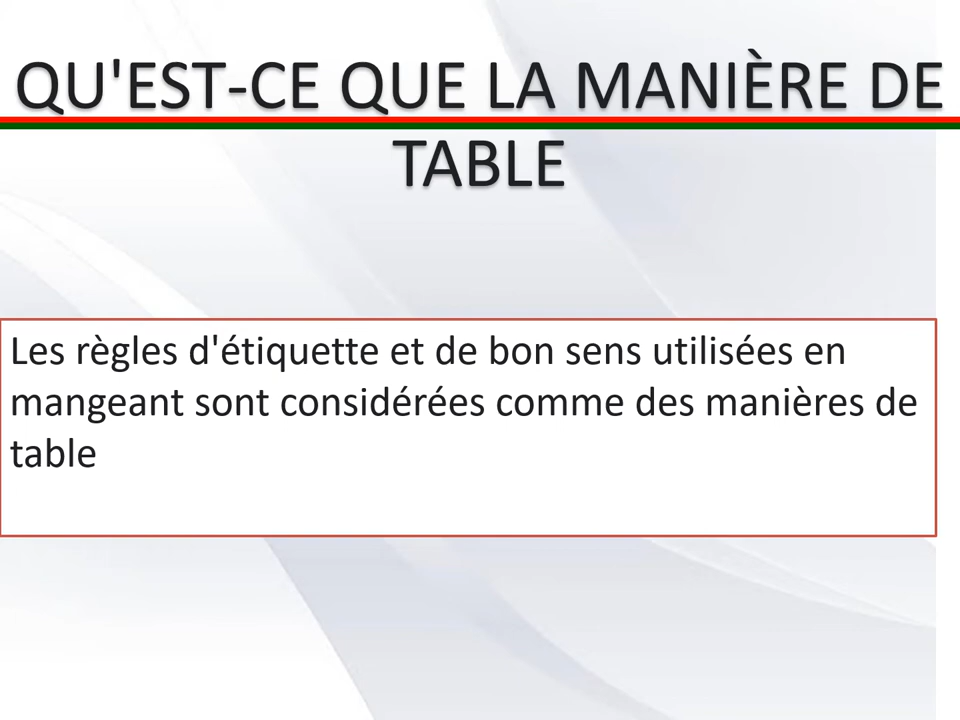 QU'EST-CE QUE LA MANIÈRE DE
TABLE
Les règles d'étiquette et de bon sens utilisées en
mangeant sont considérées comme des manières de
table